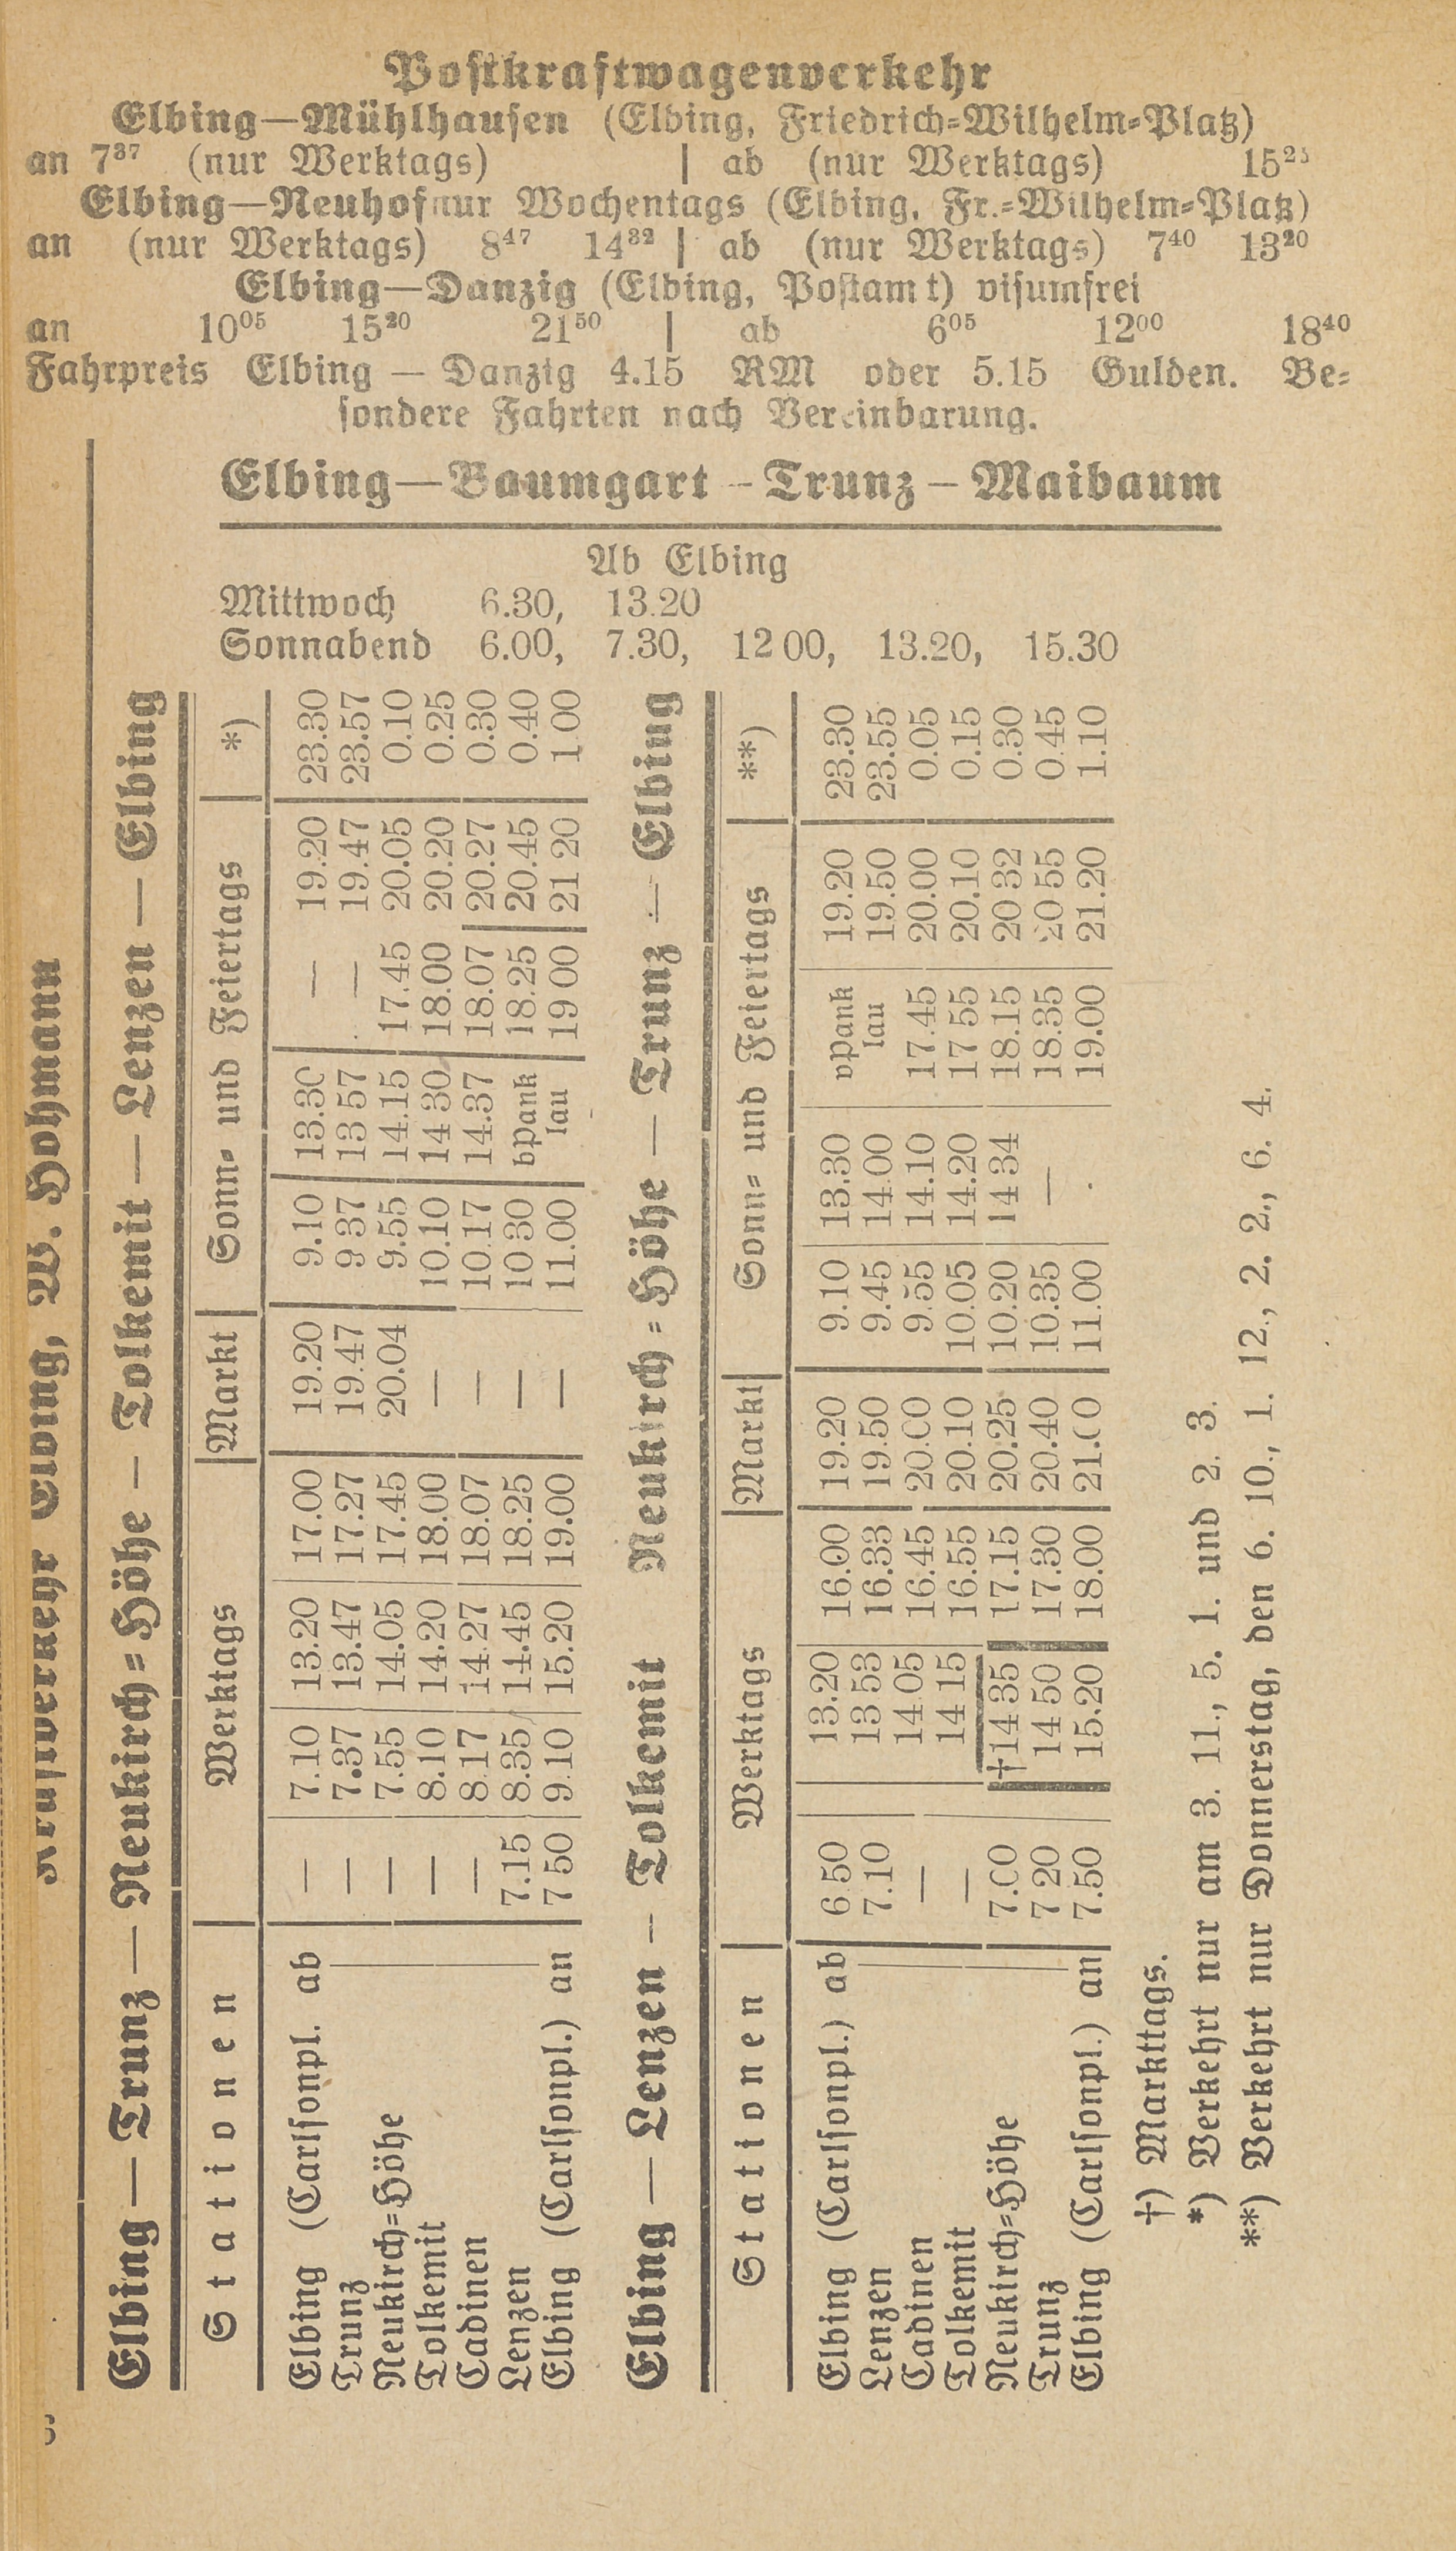 Postkraftwagenverkehr
Elbing—Mühlhausen (Elbing, Friedrich=Wilhelm=Platz)
an 7³⁷ (nur Werktags) | ab (nur Werktags) 15²⁵
Elbing—Neuhof nur Wochentags (Elbing, Fr.=Wilhelm=Platz)
an (nur Werktags) 8⁴⁷ 14³² | ab (nur Werktags) 7⁴⁰ 13²⁰
Elbing—Danzig (Elbing, Postamt) visumfrei
an 10⁰⁵ 15²⁰ 21⁵⁰ | ab 6⁰⁵ 12⁰⁰ 18⁴⁰
Fahrpreis Elbing — Danzig 4.15 RM oder 5.15 Gulden. Be=
sondere Fahrten nach Vereinbarung.
Elbing—Baumgart—Trunz—Maibaum
Ab Elbing
Mittwoch 6.30, 13.20
Sonnabend 6.00, 7.30, 12 00, 13.20, 15.30
Kraftverkehr Elbing, W. Hohmann
Elbing — Trunz — Neukirch=Höhe — Tolkemit — Lenzen — Elbing
Stationen Werktags Markt Sonn= und Feiertags *)
Elbing (Carlsonpl. ab — 7.10 13.20 17.00 19.20 9.10 13.30 — 19.20 23.30
Trunz — 7.37 13.47 17.27 19.47 9 37 13 57 — 19.47 23.57
Neukirch=Höhe — 7.55 14.05 17.45 20.04 9.55 14.15 17.45 20.05 0.10
Tolkemit — 8.10 14.20 18.00 — 10.10 14 30 18.00 20.20 0.25
Cadinen — 8.17 14.27 18.07 — 10.17 14.37 18.07 20.27 0.30
Lenzen 7.15 8.35 14.45 18.25 — 10 30 bPank 18.25 20.45 0.40
Elbing (Carlsonpl.) an 7 50 9.10 15.20 19.00 — 11.00 lau 19 00 21 20 1.00
Elbing — Lenzen — Tolkemit Neukirch=Höhe — Trunz — Elbing
Stationen Werktags Markt Sonn= und Feiertags **)
Elbing (Carlsonpl.) ab 6 50 13.20 16.00 19.20 9.10 13.30 vPank 19.20 23.30
Lenzen 7.10 13 53 16.33 19.50 9.45 14.00 lau 19.50 23.55
Cadinen — 14.05 16.45 20.00 9.55 14.10 17.45 20.00 0.05
Tolkemit — 14 15 16.55 20.10 10.05 14.20 17 55 20.10 0.15
Neukirch=Höhe 7.00 †14 35 17.15 20.25 10.20 14 34 18.15 20 32 0.30
Trunz 7 20 14 50 17.30 20.40 10.35 — 18.35 20 55 0.45
Elbing (Carlsonpl.) an 7.50 15.20 18.00 21.00 11.00 . 19.00 21.20 1.10
†) Markttags.
*) Verkehrt nur am 3. 11., 5. 1. und 2. 3.
**) Verkehrt nur Donnerstag, den 6. 10., 1. 12., 2. 2., 6. 4.